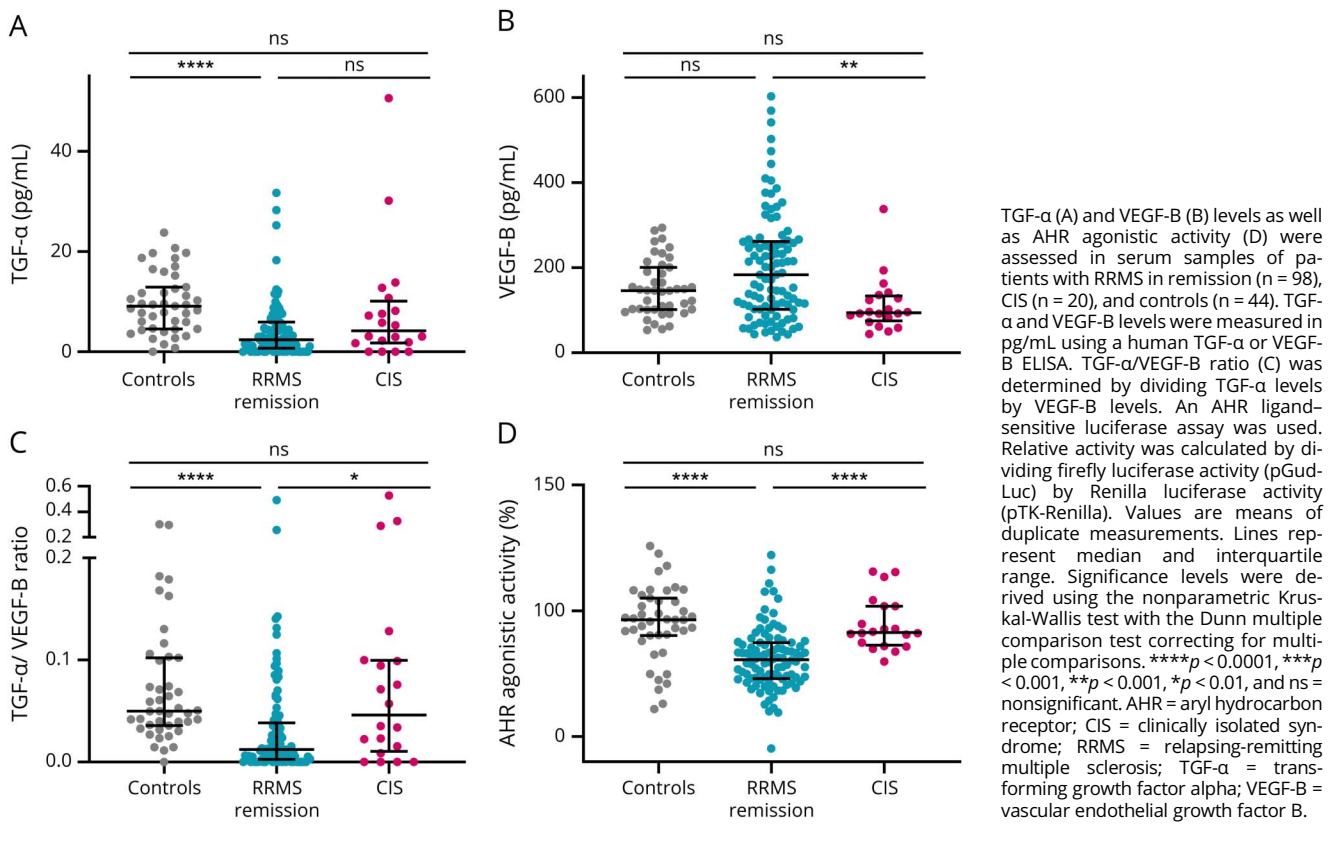 A
ns
****
ns
TGF-α (pg/mL)
40
20
0
Controls
RRMS
remission
CIS
B
ns
ns
**
VEGF-B (pg/mL)
600
400
200
0
Controls
RRMS
remission
CIS
C
ns
****
*
TGF-α/ VEGF-B ratio
0.6
0.4
0.2
0.2
0.1
0.0
Controls
RRMS
remission
CIS
D
ns
****
****
AHR agonistic activity (%)
150
100
0
Controls
RRMS
remission
CIS
TGF-α (A) and VEGF-B (B) levels as well
as AHR agonistic activity (D) were
assessed in serum samples of pa-
tients with RRMS in remission (n = 98),
CIS (n = 20), and controls (n = 44). TGF-
α and VEGF-B levels were measured in
pg/mL using a human TGF-α or VEGF-
B ELISA. TGF-α/VEGF-B ratio (C) was
determined by dividing TGF-α levels
by VEGF-B levels. An AHR ligand–
sensitive luciferase assay was used.
Relative activity was calculated by di-
viding firefly luciferase activity (pGud-
Luc) by Renilla luciferase activity
(pTK-Renilla). Values are means of
duplicate measurements. Lines rep-
resent median and interquartile
range. Significance levels were de-
rived using the nonparametric Krus-
kal-Wallis test with the Dunn multiple
comparison test correcting for multi-
ple comparisons. ****p < 0.0001, ***p
< 0.001, **p < 0.001, *p < 0.01, and ns =
nonsignificant. AHR = aryl hydrocarbon
receptor; CIS = clinically isolated syn-
drome; RRMS = relapsing-remitting
multiple sclerosis; TGF-α = trans-
forming growth factor alpha; VEGF-B =
vascular endothelial growth factor B.